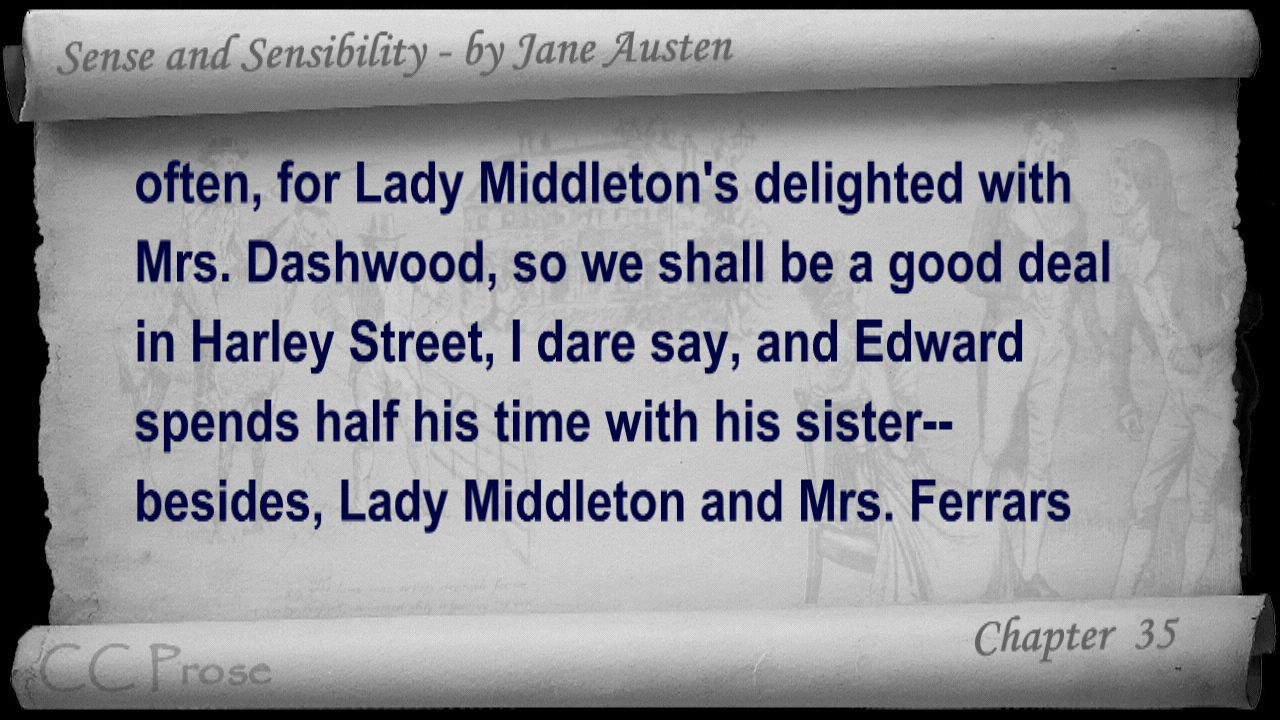 Sense and Sensibility - by Jane Austen
often, for Lady Middleton's delighted with
Mrs. Dashwood, so we shall be a good deal
in Harley Street, I dare say, and Edward
spends half his time with his sister--
besides, Lady Middleton and Mrs. Ferrars
Chapter 35
CC Prose